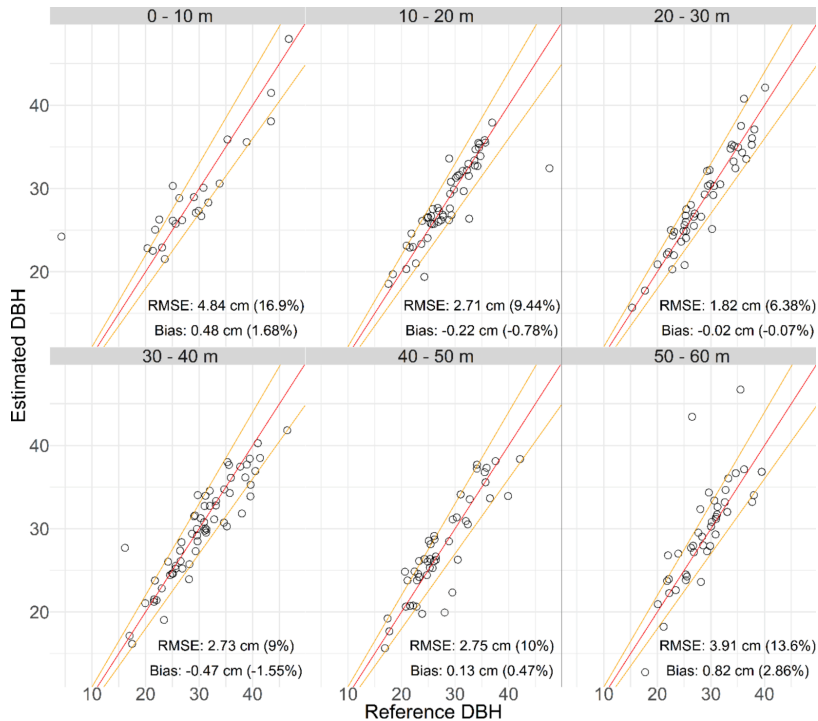 0 - 10 m
10 - 20 m
20 - 30 m
40
30
20
RMSE: 4.84 cm (16.9%)
Bias: 0.48 cm (1.68%)
RMSE: 2.71 cm (9.44%)
Bias: -0.22 cm (-0.78%)
RMSE: 1.82 cm (6.38%)
Bias: -0.02 cm (-0.07%)
Estimated DBH
30 - 40 m
40 - 50 m
50 - 60 m
40
30
20
RMSE: 2.73 cm (9%)
Bias: -0.47 cm (-1.55%)
RMSE: 2.75 cm (10%)
Bias: 0.13 cm (0.47%)
RMSE: 3.91 cm (13.6%)
Bias: 0.82 cm (2.86%)
10 20 30 40
10 20 30 40
10 20 30 40
Reference DBH